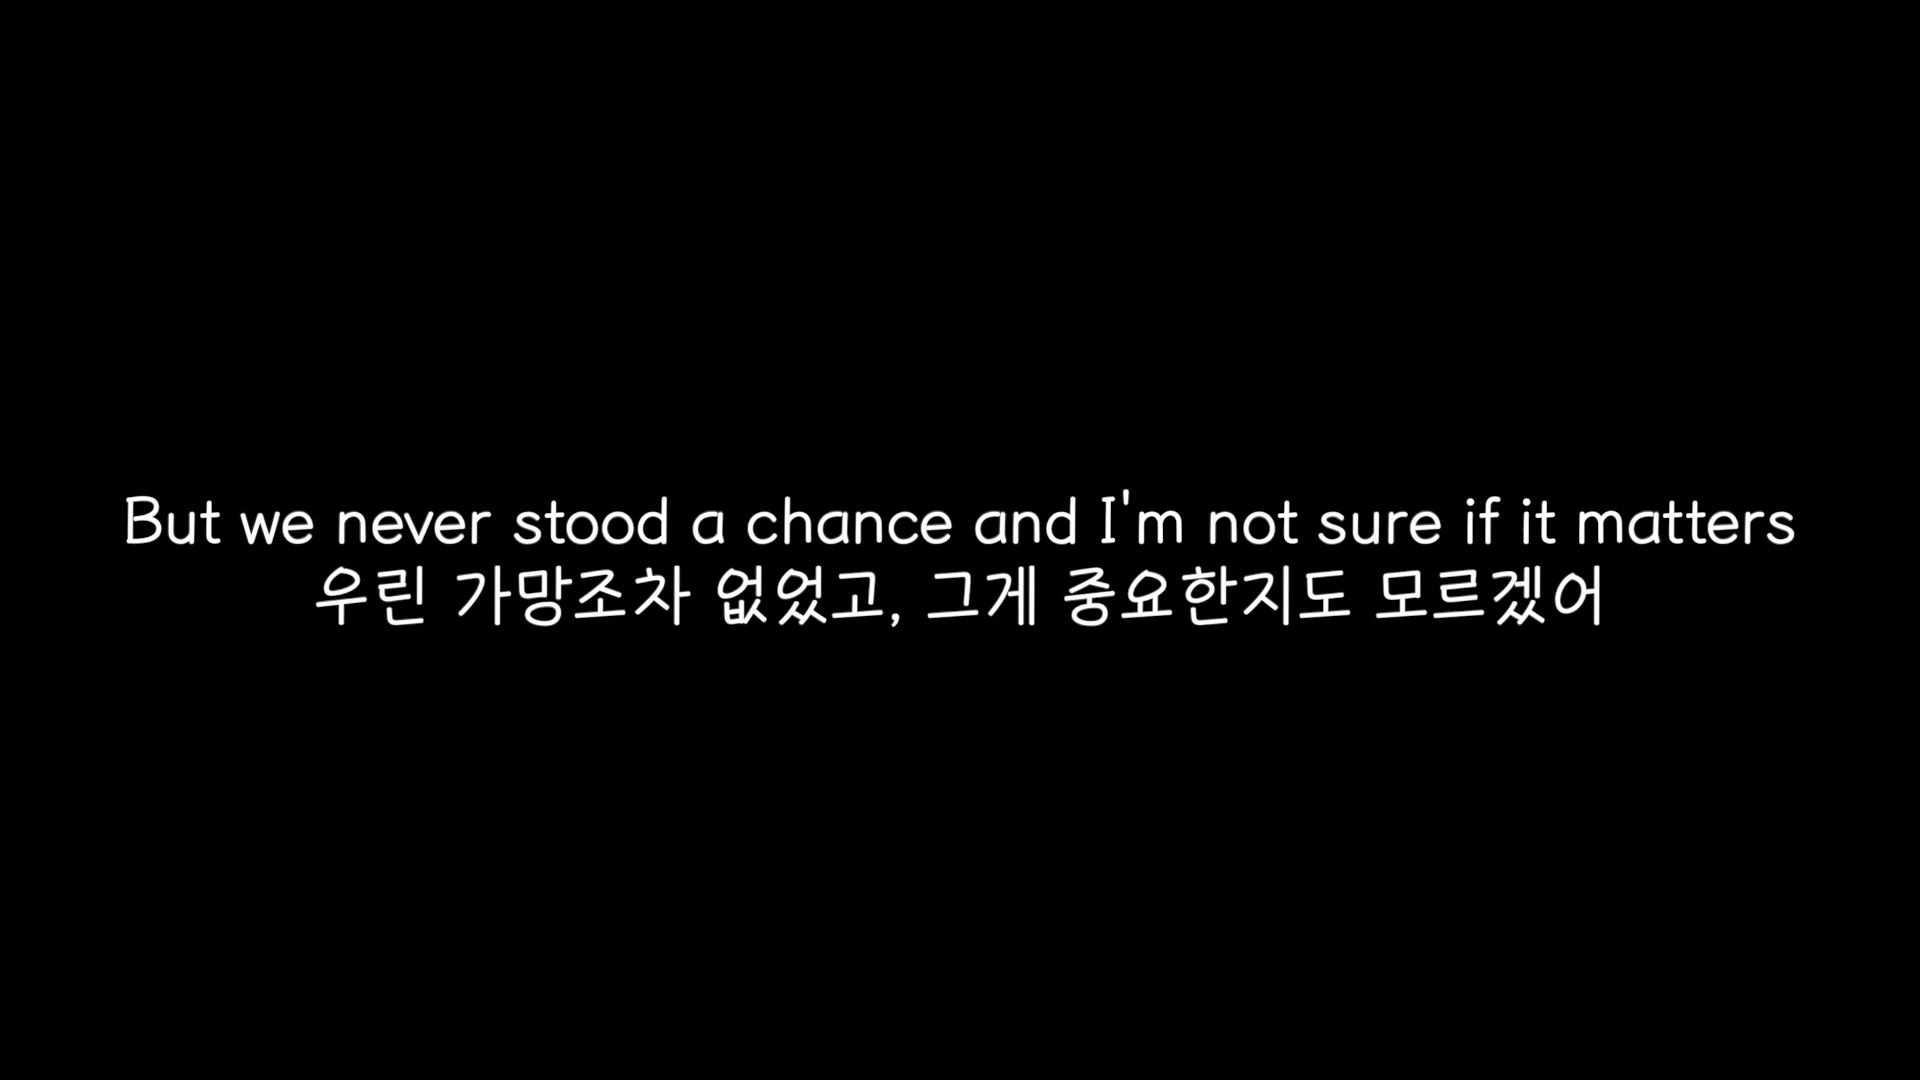 But we never stood a chance and I'm not sure if it matters
우린 가망조차 없었고, 그게 중요한지도 모르겠어